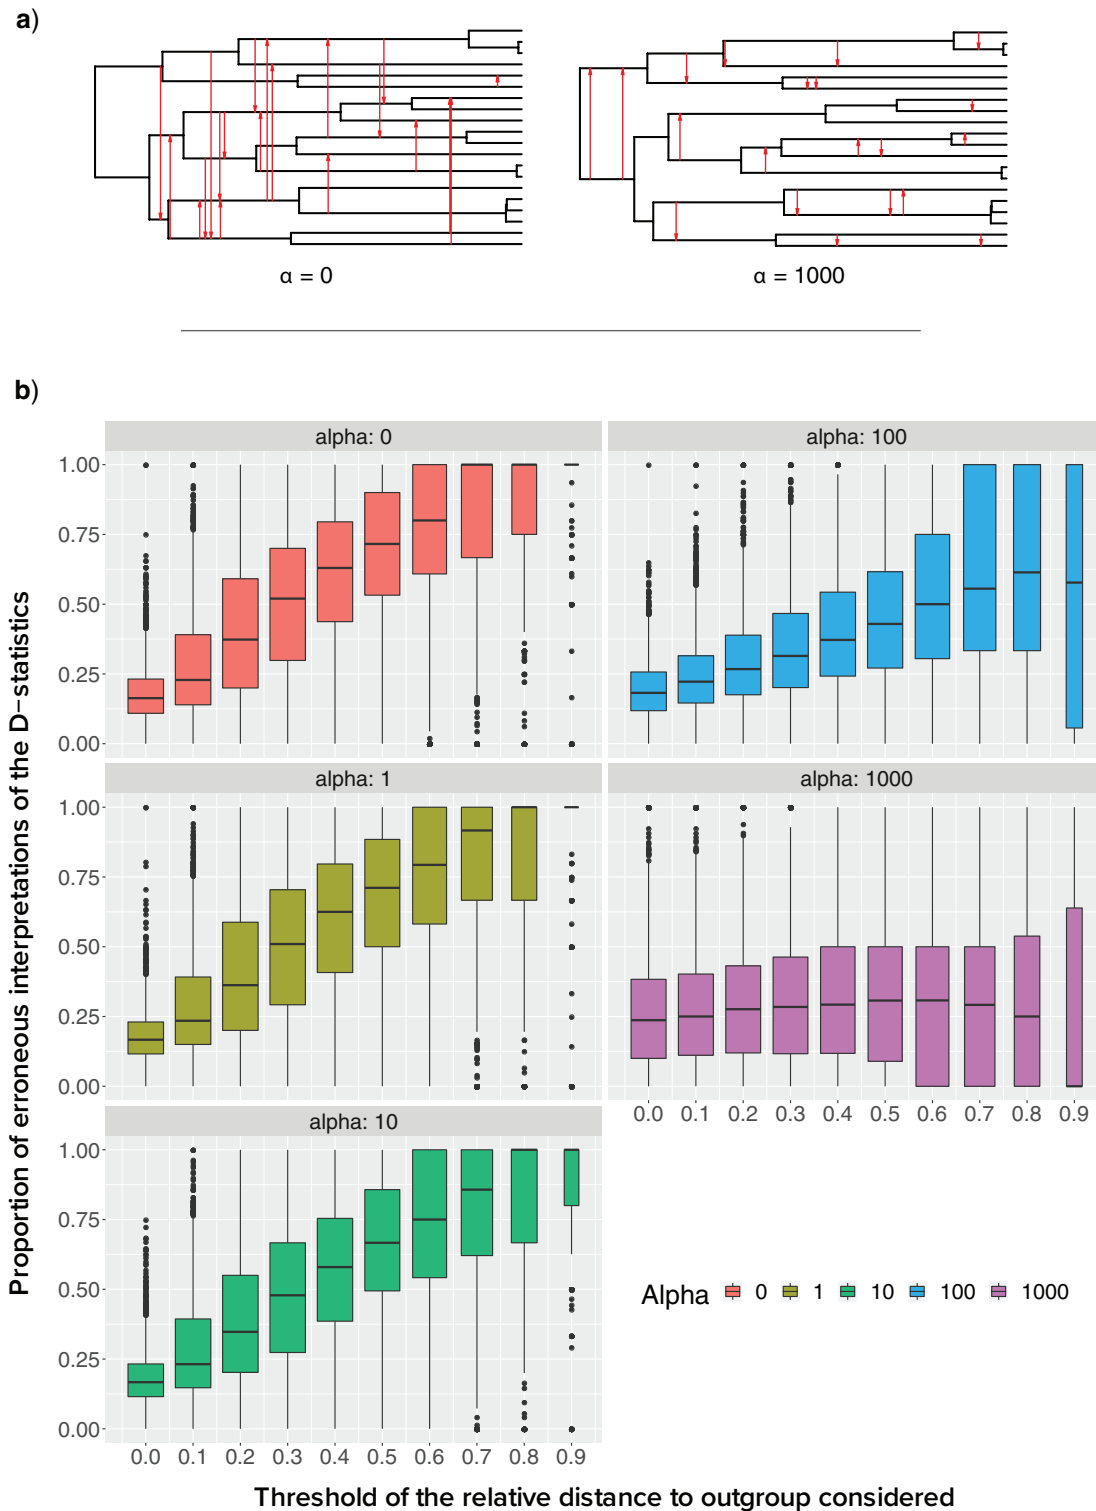 a)
α = 0
α = 1000
b)
Proportion of erroneous interpretations of the D−statistics
alpha: 0
1.00
0.75
0.50
0.25
0.00
alpha: 100
alpha: 1
1.00
0.75
0.50
0.25
0.00
alpha: 1000
0.0 0.1 0.2 0.3 0.4 0.5 0.6 0.7 0.8 0.9
alpha: 10
1.00
0.75
0.50
0.25
0.00
0.0 0.1 0.2 0.3 0.4 0.5 0.6 0.7 0.8 0.9
Alpha 0 1 10 100 1000
Threshold of the relative distance to outgroup considered